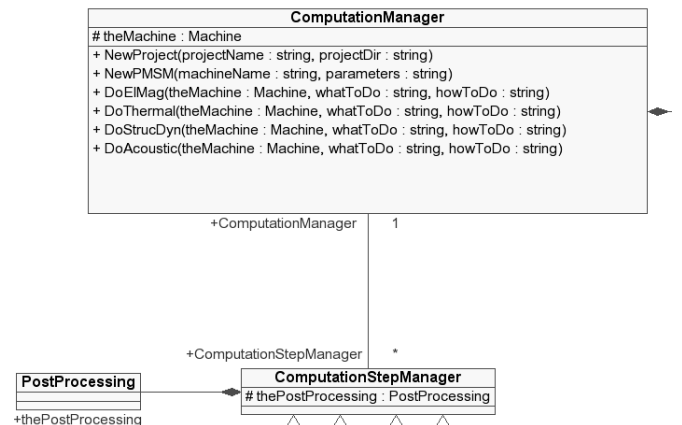 ComputationManager
# theMachine : Machine
+ NewProject(projectName : string, projectDir : string)
+ NewPMSM(machineName : string, parameters : string)
+ DoElMag(theMachine : Machine, whatToDo : string, howToDo : string)
+ DoThermal(theMachine : Machine, whatToDo : string, howToDo : string)
+ DoStrucDyn(theMachine : Machine, whatToDo : string, howToDo : string)
+ DoAcoustic(theMachine : Machine, whatToDo : string, howToDo : string)
+ComputationManager 1
+ComputationStepManager *
PostProcessing
+thePostProcessing
ComputationStepManager
# thePostProcessing : PostProcessing